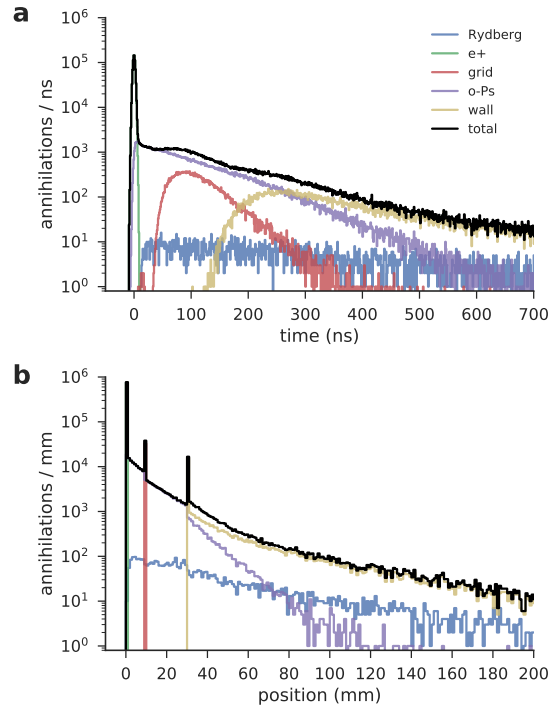 a
annihilations / ns
10⁶
10⁵
10⁴
10³
10²
10¹
10⁰
Rydberg
e+
grid
o-Ps
wall
total
0 100 200 300 400 500 600 700
time (ns)
b
annihilations / mm
10⁶
10⁵
10⁴
10³
10²
10¹
10⁰
0 20 40 60 80 100 120 140 160 180 200
position (mm)